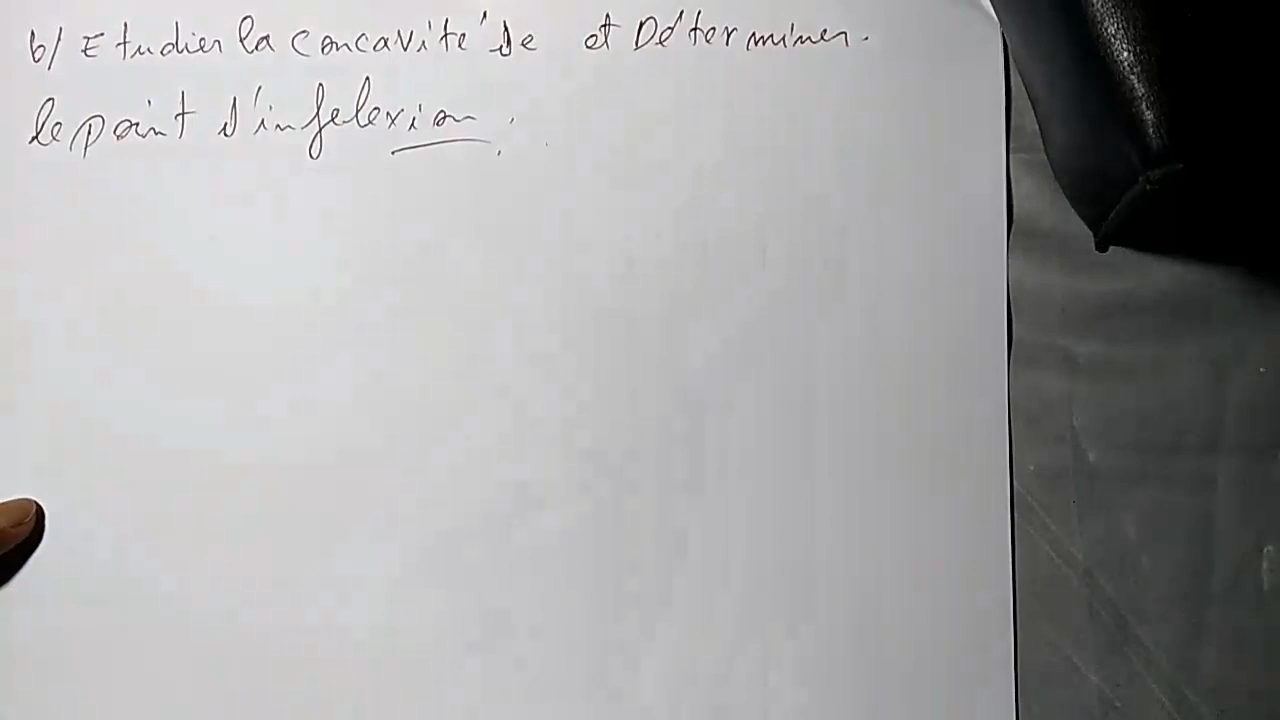 b/ Etudier la concavité de et Déterminer.
le point d'infelexion.